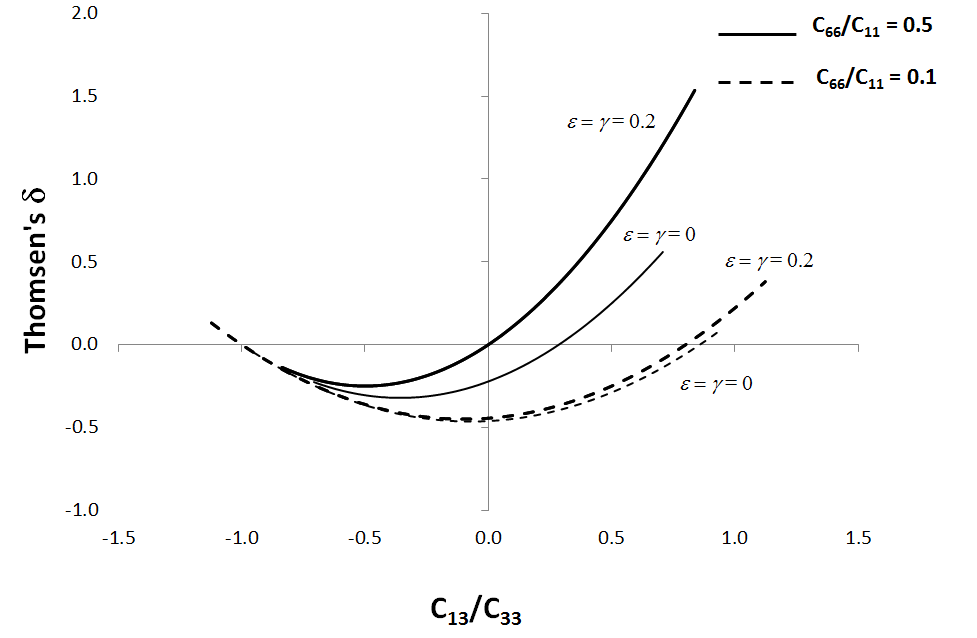 2.0
1.5
1.0
0.5
0.0
-0.5
-1.0
-1.5
-1.0
-0.5
0.0
0.5
1.0
1.5
Thomsen's δ
C13/C33
C66/C11 = 0.5
C66/C11 = 0.1
ε = γ = 0.2
ε = γ = 0
ε = γ = 0.2
ε = γ = 0